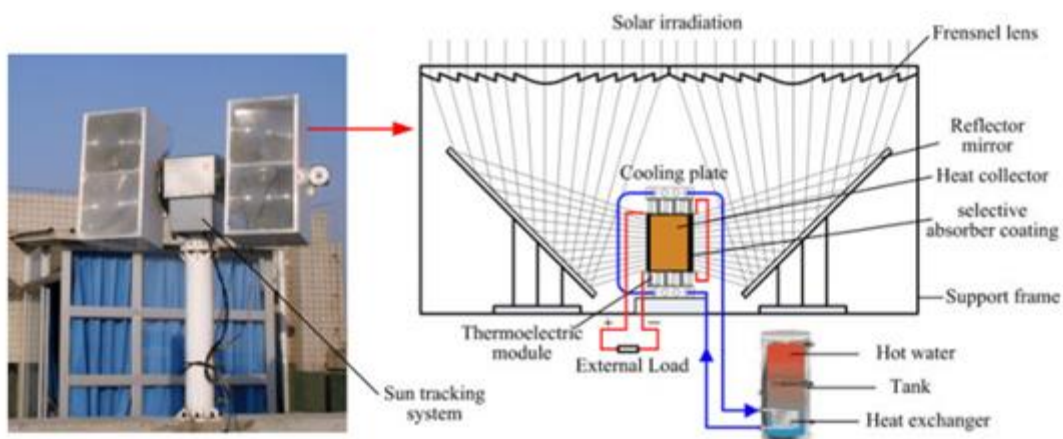 Solar irradiation
Frensnel lens
Reflector
mirror
Cooling plate
Heat collector
selective
absorber coating
Support frame
+
−
Thermoelectric
module
External Load
Hot water
Tank
Heat exchanger
Sun tracking
system